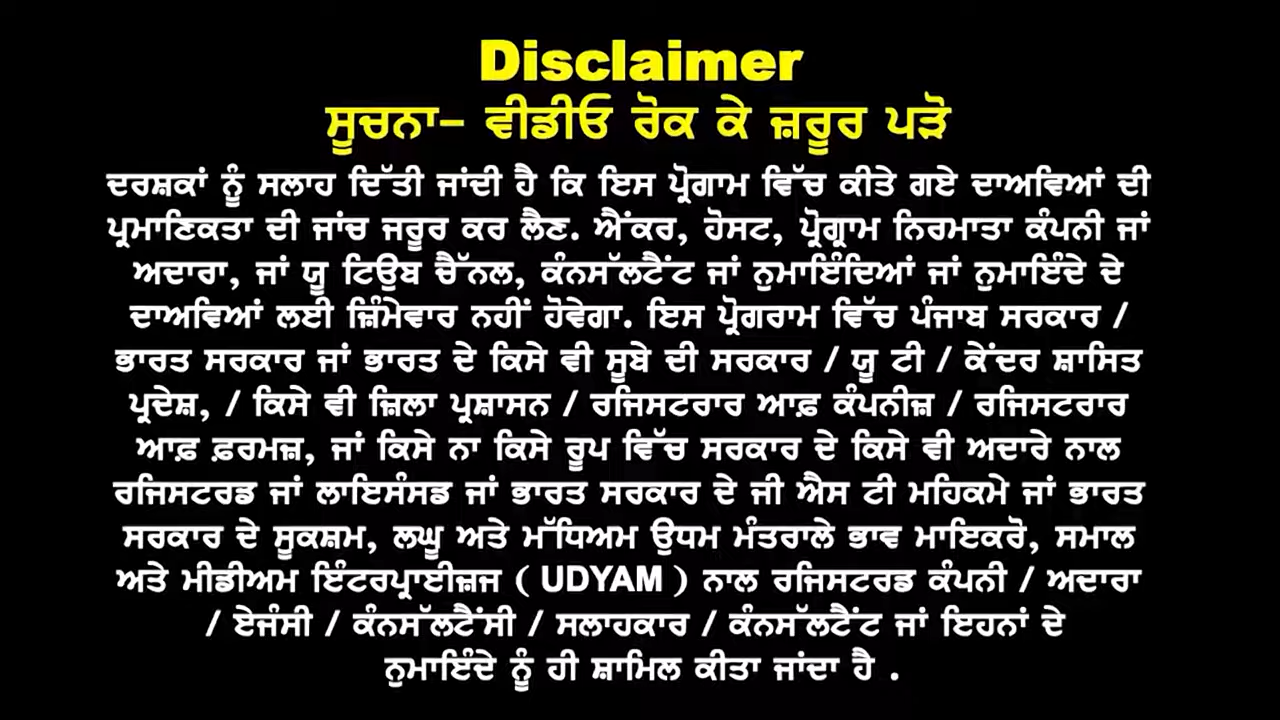 Disclaimer
ਸੂਚਨਾ- ਵੀਡੀਓ ਰੋਕ ਕੇ ਜ਼ਰੂਰ ਪੜੋ
ਦਰਸ਼ਕਾਂ ਨੂੰ ਸਲਾਹ ਦਿੱਤੀ ਜਾਂਦੀ ਹੈ ਕਿ ਇਸ ਪ੍ਰੋਗਾਮ ਵਿੱਚ ਕੀਤੇ ਗਏ ਦਾਅਵਿਆਂ ਦੀ
ਪ੍ਰਮਾਣਿਕਤਾ ਦੀ ਜਾਂਚ ਜਰੂਰ ਕਰ ਲੈਣ. ਐਂਕਰ, ਹੋਸਟ, ਪ੍ਰੋਗ੍ਰਾਮ ਨਿਰਮਾਤਾ ਕੰਪਨੀ ਜਾਂ
ਅਦਾਰਾ, ਜਾਂ ਯੂ ਟਿਊਬ ਚੈੱਨਲ, ਕੰਨਸੱਲਟੈਂਟ ਜਾਂ ਨੁਮਾਇੰਦਿਆਂ ਜਾਂ ਨੁਮਾਇੰਦੇ ਦੇ
ਦਾਅਵਿਆਂ ਲਈ ਜ਼ਿੰਮੇਵਾਰ ਨਹੀਂ ਹੋਵੇਗਾ. ਇਸ ਪ੍ਰੋਗਰਾਮ ਵਿੱਚ ਪੰਜਾਬ ਸਰਕਾਰ /
ਭਾਰਤ ਸਰਕਾਰ ਜਾਂ ਭਾਰਤ ਦੇ ਕਿਸੇ ਵੀ ਸੂਬੇ ਦੀ ਸਰਕਾਰ / ਯੂ ਟੀ / ਕੇਂਦਰ ਸ਼ਾਸਿਤ
ਪ੍ਰਦੇਸ਼, / ਕਿਸੇ ਵੀ ਜ਼ਿਲਾ ਪ੍ਰਸ਼ਾਸਨ / ਰਜਿਸਟਰਾਰ ਆਫ਼ ਕੰਪਨੀਜ਼ / ਰਜਿਸਟਰਾਰ
ਆਫ਼ ਫ਼ਰਮਜ਼, ਜਾਂ ਕਿਸੇ ਨਾ ਕਿਸੇ ਰੂਪ ਵਿੱਚ ਸਰਕਾਰ ਦੇ ਕਿਸੇ ਵੀ ਅਦਾਰੇ ਨਾਲ
ਰਜਿਸਟਰਡ ਜਾਂ ਲਾਇਸੰਸਡ ਜਾਂ ਭਾਰਤ ਸਰਕਾਰ ਦੇ ਜੀ ਐਸ ਟੀ ਮਹਿਕਮੇ ਜਾਂ ਭਾਰਤ
ਸਰਕਾਰ ਦੇ ਸੂਕਸ਼ਮ, ਲਘੂ ਅਤੇ ਮੱਧਿਅਮ ਉਧਮ ਮੰਤਰਾਲੇ ਭਾਵ ਮਾਇਕਰੋ, ਸਮਾਲ
ਅਤੇ ਮੀਡੀਅਮ ਇੰਟਰਪ੍ਰਾਈਜ਼ਜ ( UDYAM ) ਨਾਲ ਰਜਿਸਟਰਡ ਕੰਪਨੀ / ਅਦਾਰਾ
/ ਏਜੰਸੀ / ਕੰਨਸੱਲਟੈਂਸੀ / ਸਲਾਹਕਾਰ / ਕੰਨਸੱਲਟੈਂਟ ਜਾਂ ਇਹਨਾਂ ਦੇ
ਨੁਮਾਇੰਦੇ ਨੂੰ ਹੀ ਸ਼ਾਮਿਲ ਕੀਤਾ ਜਾਂਦਾ ਹੈ .